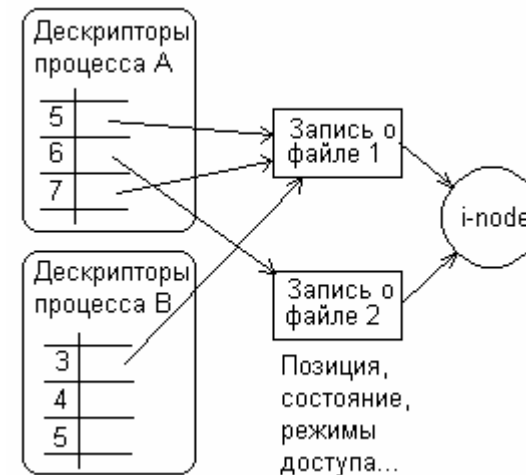 Дескрипторы
процесса A
5
6
7
Дескрипторы
процесса B
3
4
5
Запись о
файле 1
Запись о
файле 2
Позиция,
состояние,
режимы
доступа...
i-node